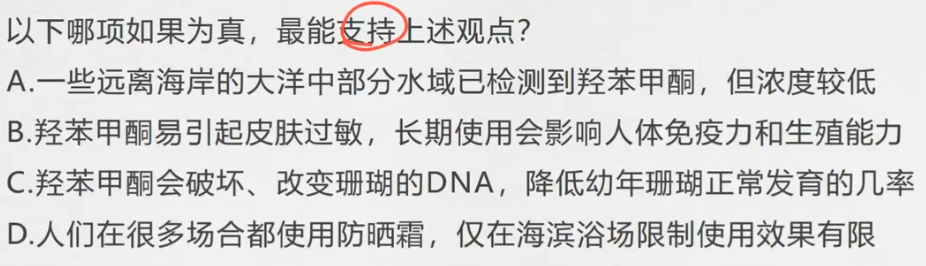 以下哪项如果为真，最能支持上述观点？
A.一些远离海岸的大洋中部分水域已检测到羟苯甲酮，但浓度较低
B.羟苯甲酮易引起皮肤过敏，长期使用会影响人体免疫力和生殖能力
C.羟苯甲酮会破坏、改变珊瑚的DNA，降低幼年珊瑚正常发育的几率
D.人们在很多场合都使用防晒霜，仅在海滨浴场限制使用效果有限